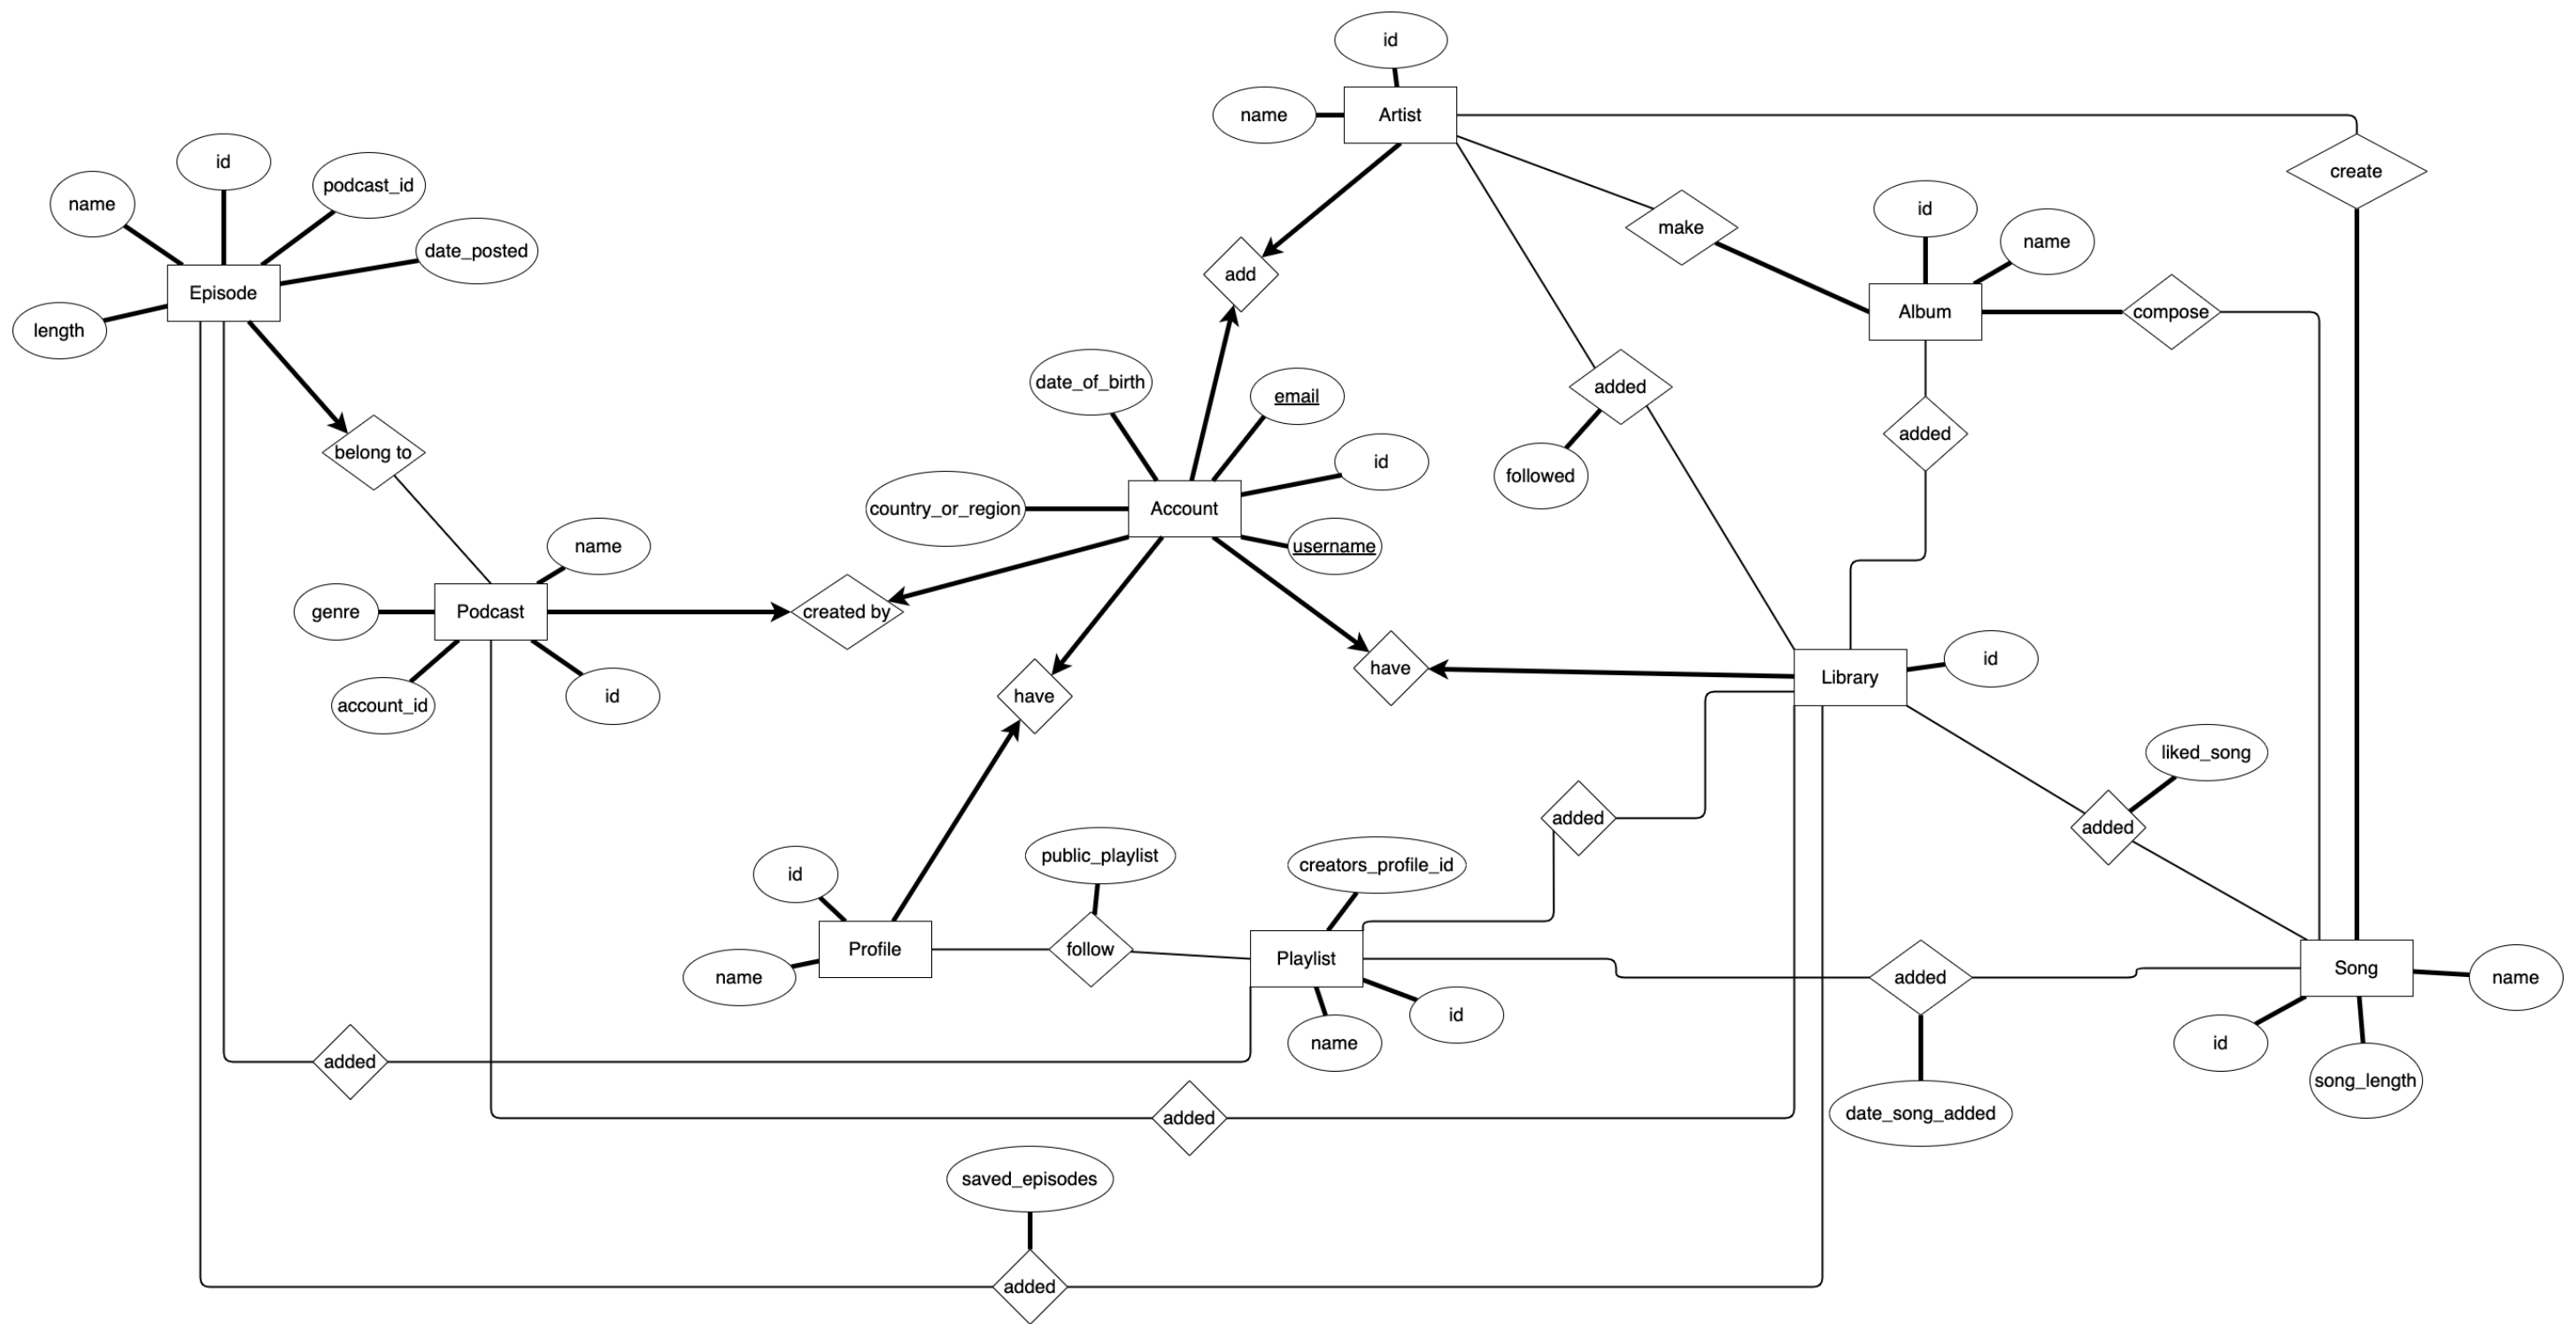 id
name
Artist
create
id
name
podcast_id
date_posted
Episode
length
make
id
name
Album
compose
add
belong to
date_of_birth
email
id
country_or_region
Account
username
added
followed
added
name
genre
Podcast
created by
account_id
id
have
have
Library
id
liked_song
added
added
id
name
Profile
public_playlist
follow
creators_profile_id
Playlist
name
id
added
date_song_added
Song
name
id
song_length
added
added
saved_episodes
added